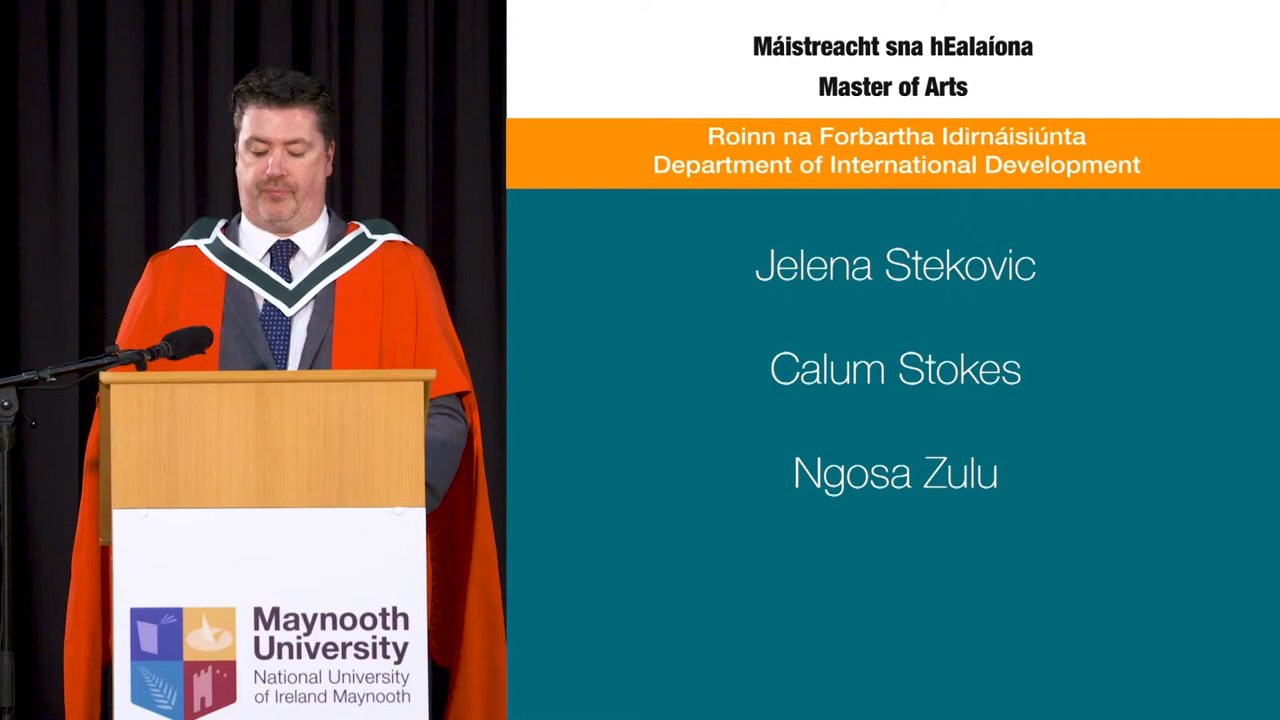 Máistreacht sna hEalaíona
Master of Arts
Roinn na Forbartha Idirnáisiúnta
Department of International Development
Jelena Stekovic
Calum Stokes
Ngosa Zulu
Maynooth
University
National University
of Ireland Maynooth